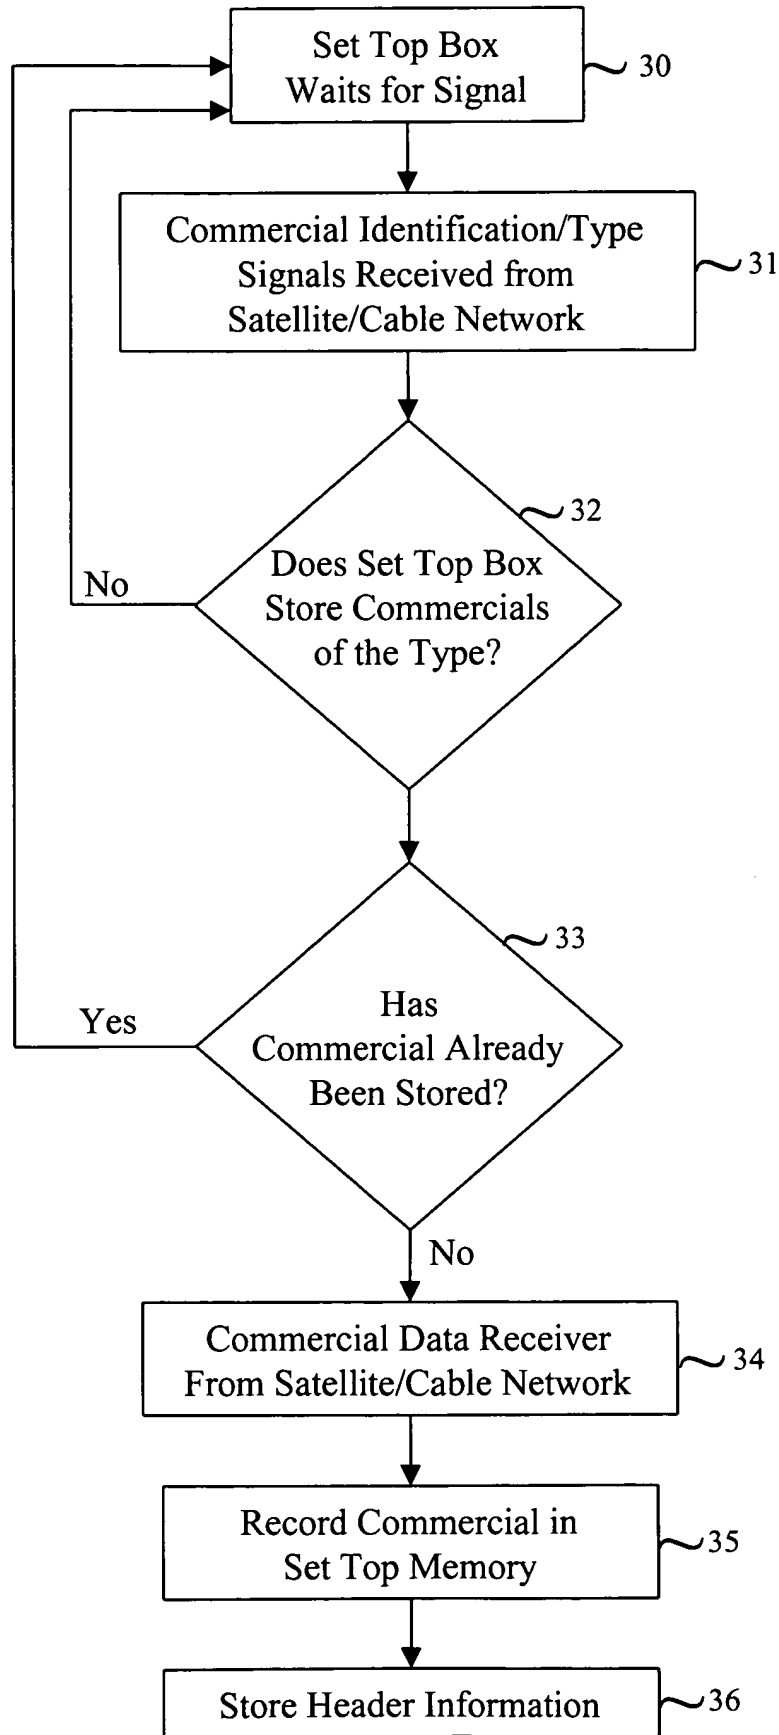 Set Top Box
Waits for Signal
30
Commercial Identification/Type
Signals Received from
Satellite/Cable Network
31
32
Does Set Top Box
Store Commercials
of the Type?
No
33
Has
Commercial Already
Been Stored?
Yes
No
Commercial Data Receiver
From Satellite/Cable Network
34
Record Commercial in
Set Top Memory
35
Store Header Information
36